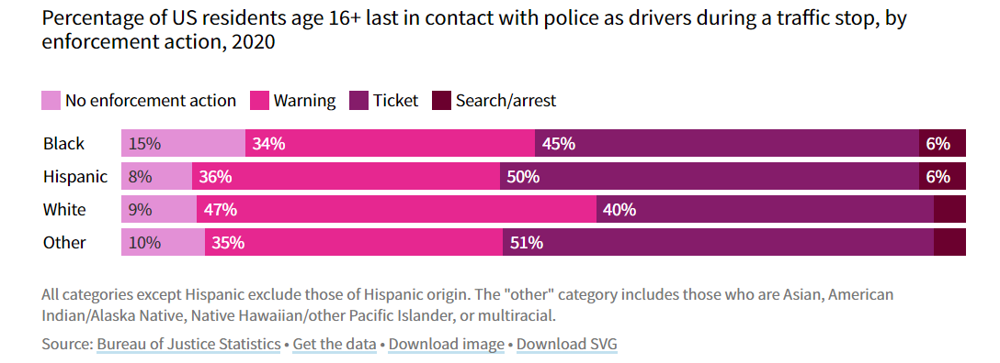 Percentage of US residents age 16+ last in contact with police as drivers during a traffic stop, by
enforcement action, 2020
No enforcement action Warning Ticket Search/arrest
Black 15% 34% 45% 6%
Hispanic 8% 36% 50% 6%
White 9% 47% 40%
Other 10% 35% 51%
All categories except Hispanic exclude those of Hispanic origin. The "other" category includes those who are Asian, American
Indian/Alaska Native, Native Hawaiian/other Pacific Islander, or multiracial.
Source: Bureau of Justice Statistics • Get the data • Download image • Download SVG